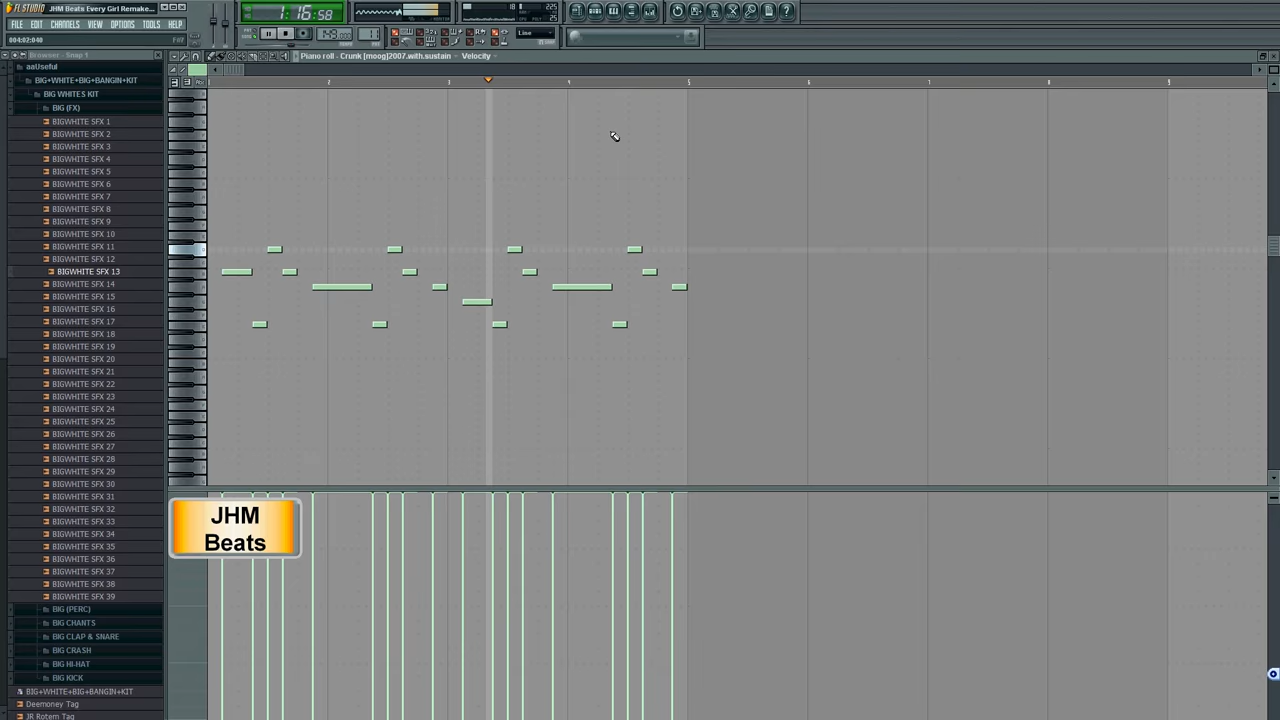 FL STUDIO
JHM Beats Every Girl Remake...
FILE EDIT CHANNELS VIEW OPTIONS TOOLS HELP
004:02:040
1:16:58
Line
Browser - Snap 1
Piano roll - Crunk [moog]2007.with.sustain
Velocity
aaUseful
BIG+WHITE+BIG+BANGIN+KIT
BIG WHITES KIT
BIG (FX)
BIGWHITE SFX 1
BIGWHITE SFX 2
BIGWHITE SFX 3
BIGWHITE SFX 4
BIGWHITE SFX 5
BIGWHITE SFX 6
BIGWHITE SFX 7
BIGWHITE SFX 8
BIGWHITE SFX 9
BIGWHITE SFX 10
BIGWHITE SFX 11
BIGWHITE SFX 12
BIGWHITE SFX 13
BIGWHITE SFX 14
BIGWHITE SFX 15
BIGWHITE SFX 16
BIGWHITE SFX 17
BIGWHITE SFX 18
BIGWHITE SFX 19
BIGWHITE SFX 20
BIGWHITE SFX 21
BIGWHITE SFX 22
BIGWHITE SFX 23
BIGWHITE SFX 24
BIGWHITE SFX 25
BIGWHITE SFX 26
BIGWHITE SFX 27
BIGWHITE SFX 28
BIGWHITE SFX 29
BIGWHITE SFX 30
BIGWHITE SFX 31
BIGWHITE SFX 32
BIGWHITE SFX 33
BIGWHITE SFX 34
BIGWHITE SFX 35
BIGWHITE SFX 36
BIGWHITE SFX 37
BIGWHITE SFX 38
BIGWHITE SFX 39
BIG (PERC)
BIG CHANTS
BIG CLAP & SNARE
BIG CRASH
BIG HI-HAT
BIG KICK
BIG+WHITE+BIG+BANGIN+KIT
Deemoney Tag
JR Rotem Tag
JHM
Beats